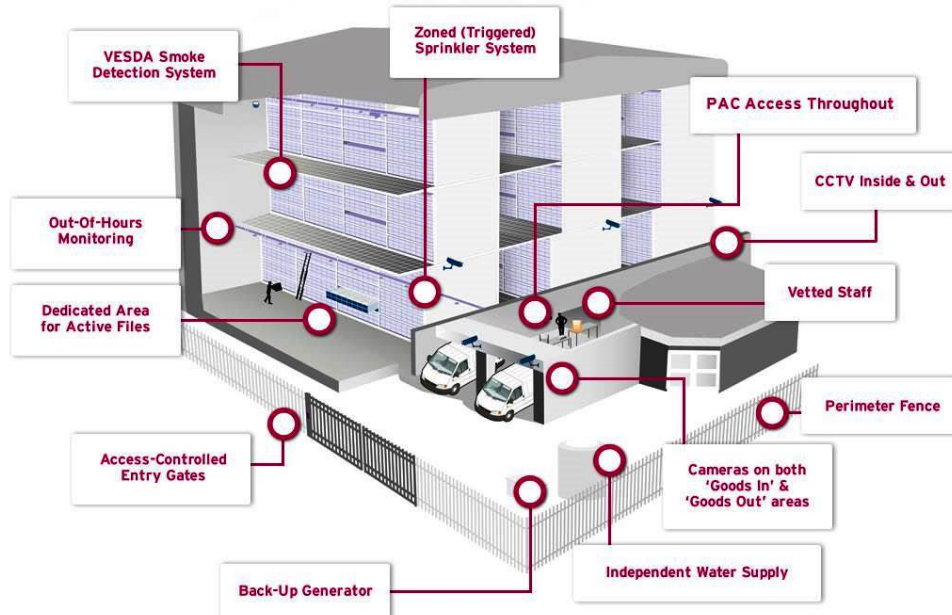 VESDA Smoke
Detection System
Zoned (Triggered)
Sprinkler System
PAC Access Throughout
CCTV Inside & Out
Out-Of-Hours
Monitoring
Dedicated Area
for Active Files
Vetted Staff
Perimeter Fence
Access-Controlled
Entry Gates
Cameras on both
‘Goods In’ &
‘Goods Out’ areas
Independent Water Supply
Back-Up Generator